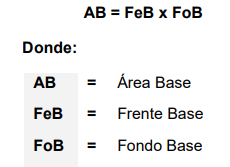 AB = FeB x FoB
Donde:
AB = Área Base
FeB = Frente Base
FoB = Fondo Base